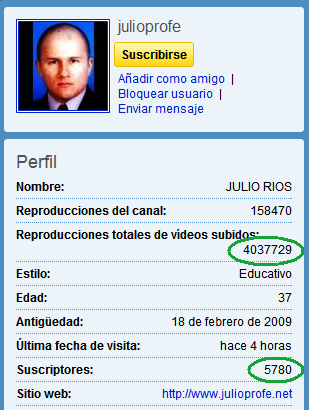 julioprofe
Suscribirse
Añadir como amigo |
Bloquear usuario |
Enviar mensaje
Perfil
Nombre: JULIO RIOS
Reproducciones del canal: 158470
Reproducciones totales de vídeos subidos:
4037729
Estilo: Educativo
Edad: 37
Antigüedad: 18 de febrero de 2009
Última fecha de visita: hace 4 horas
Suscriptores: 5780
Sitio web: http://www.julioprofe.net